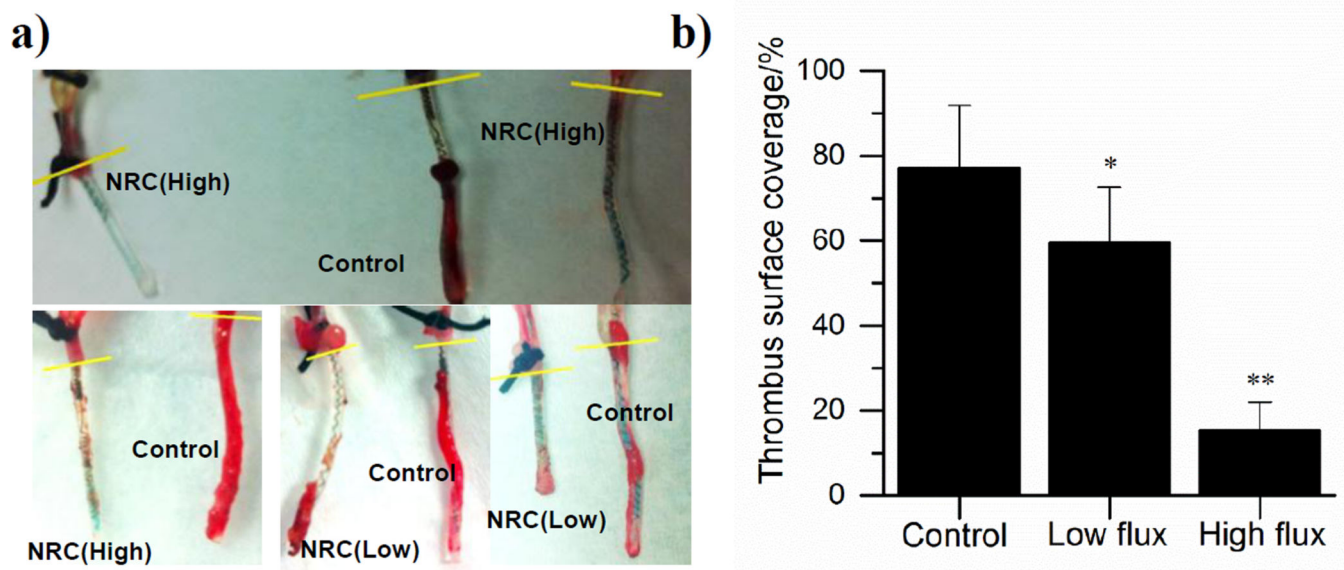 a)
NRC(High)
NRC(High)
Control
Control
NRC(High)
Control
NRC(Low)
Control
NRC(Low)
b)
Thrombus surface coverage/%
100
80
60
40
20
0
*
**
Control
Low flux
High flux